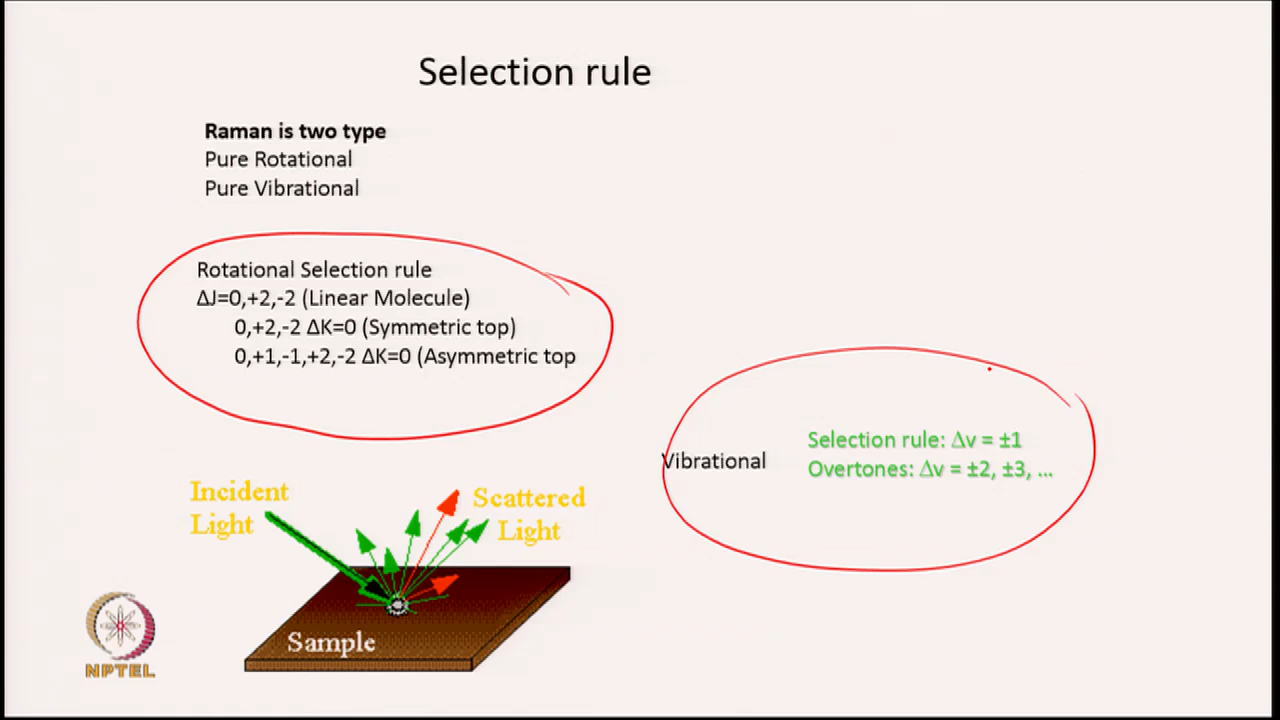 Selection rule
Raman is two type
Pure Rotational
Pure Vibrational
Rotational Selection rule
ΔJ=0,+2,-2 (Linear Molecule)
0,+2,-2 ΔK=0 (Symmetric top)
0,+1,-1,+2,-2 ΔK=0 (Asymmetric top
Vibrational
Selection rule: Δv = ±1
Overtones: Δv = ±2, ±3, ...
Incident
Light
Scattered
Light
Sample
NPTEL